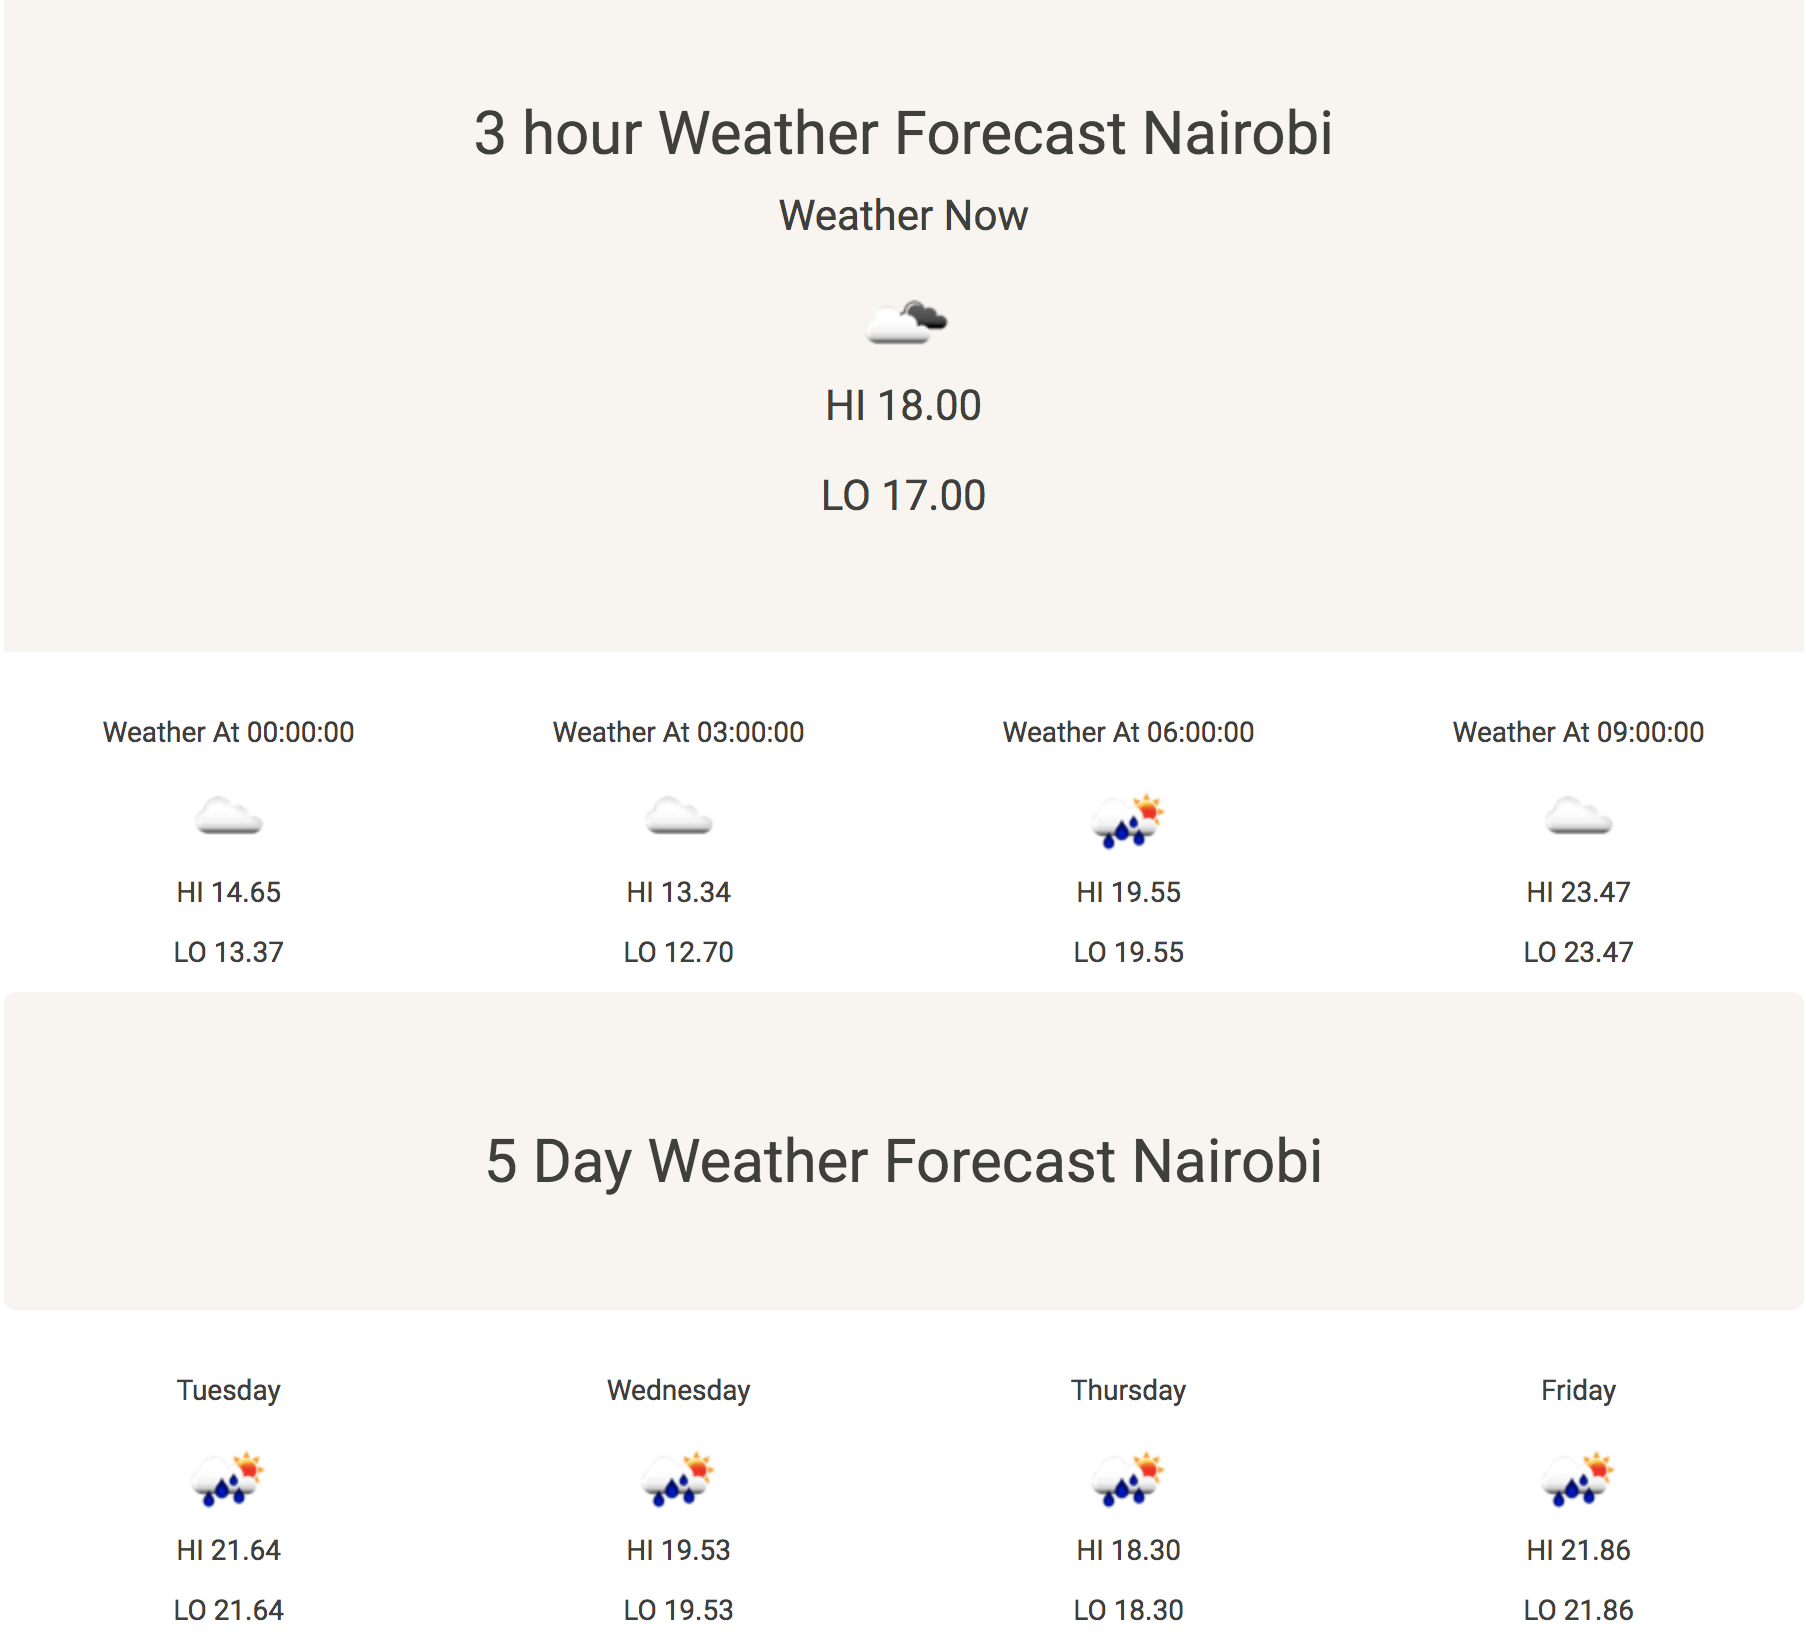 3 hour Weather Forecast Nairobi
Weather Now
HI 18.00
LO 17.00
Weather At 00:00:00
HI 14.65
LO 13.37
Weather At 03:00:00
HI 13.34
LO 12.70
Weather At 06:00:00
HI 19.55
LO 19.55
Weather At 09:00:00
HI 23.47
LO 23.47
5 Day Weather Forecast Nairobi
Tuesday
HI 21.64
LO 21.64
Wednesday
HI 19.53
LO 19.53
Thursday
HI 18.30
LO 18.30
Friday
HI 21.86
LO 21.86